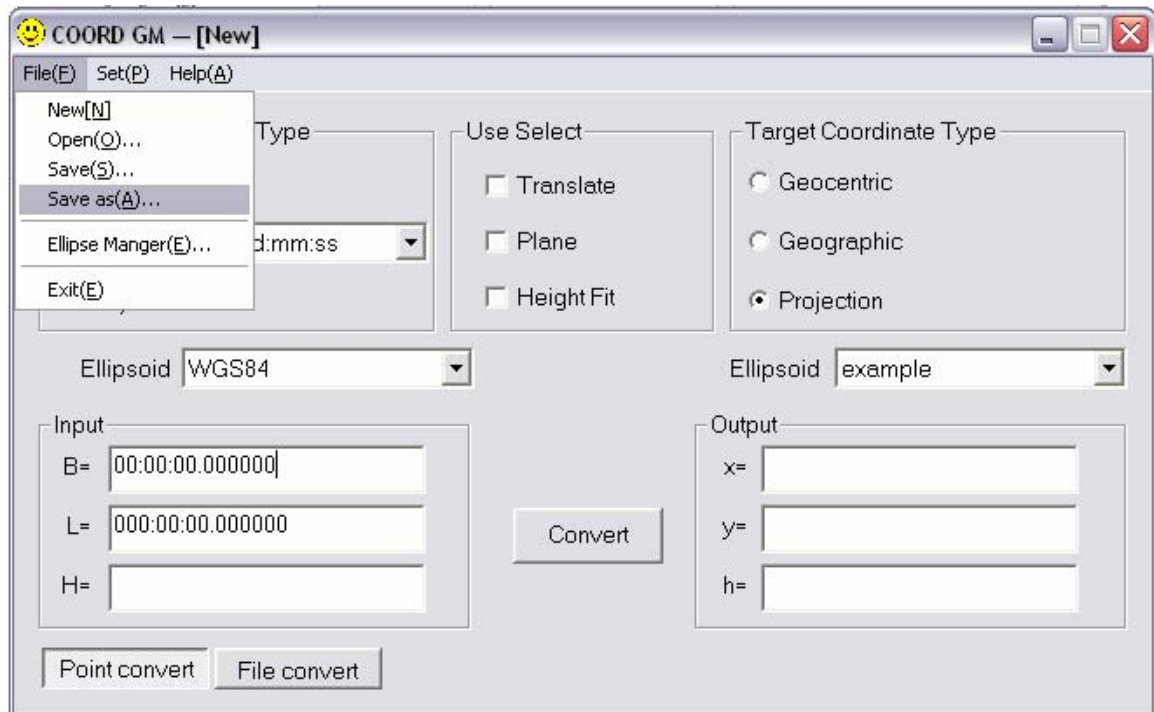 COORD GM — [New]
File(F) Set(P) Help(A)
New[N]
Open(O)...
Save(S)...
Save as(A)...
Ellipse Manger(E)...
Exit(E)
Type
d:mm:ss
Use Select
Translate
Plane
Height Fit
Target Coordinate Type
Geocentric
Geographic
Projection
Ellipsoid WGS84
Ellipsoid example
Input
B= 00:00:00.000000
L= 000:00:00.000000
H=
Convert
Output
x=
y=
h=
Point convert File convert